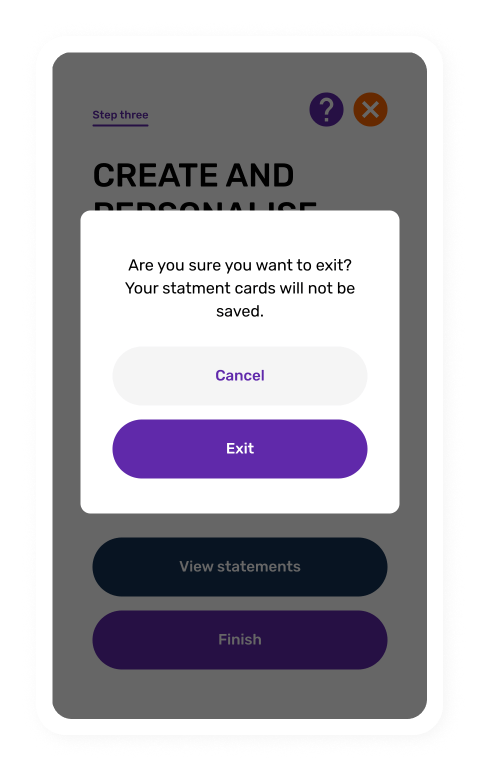 Step three
?
CREATE AND
PERSONALISE
Are you sure you want to exit?
Your statment cards will not be
saved.
Cancel
Exit
View statements
Finish